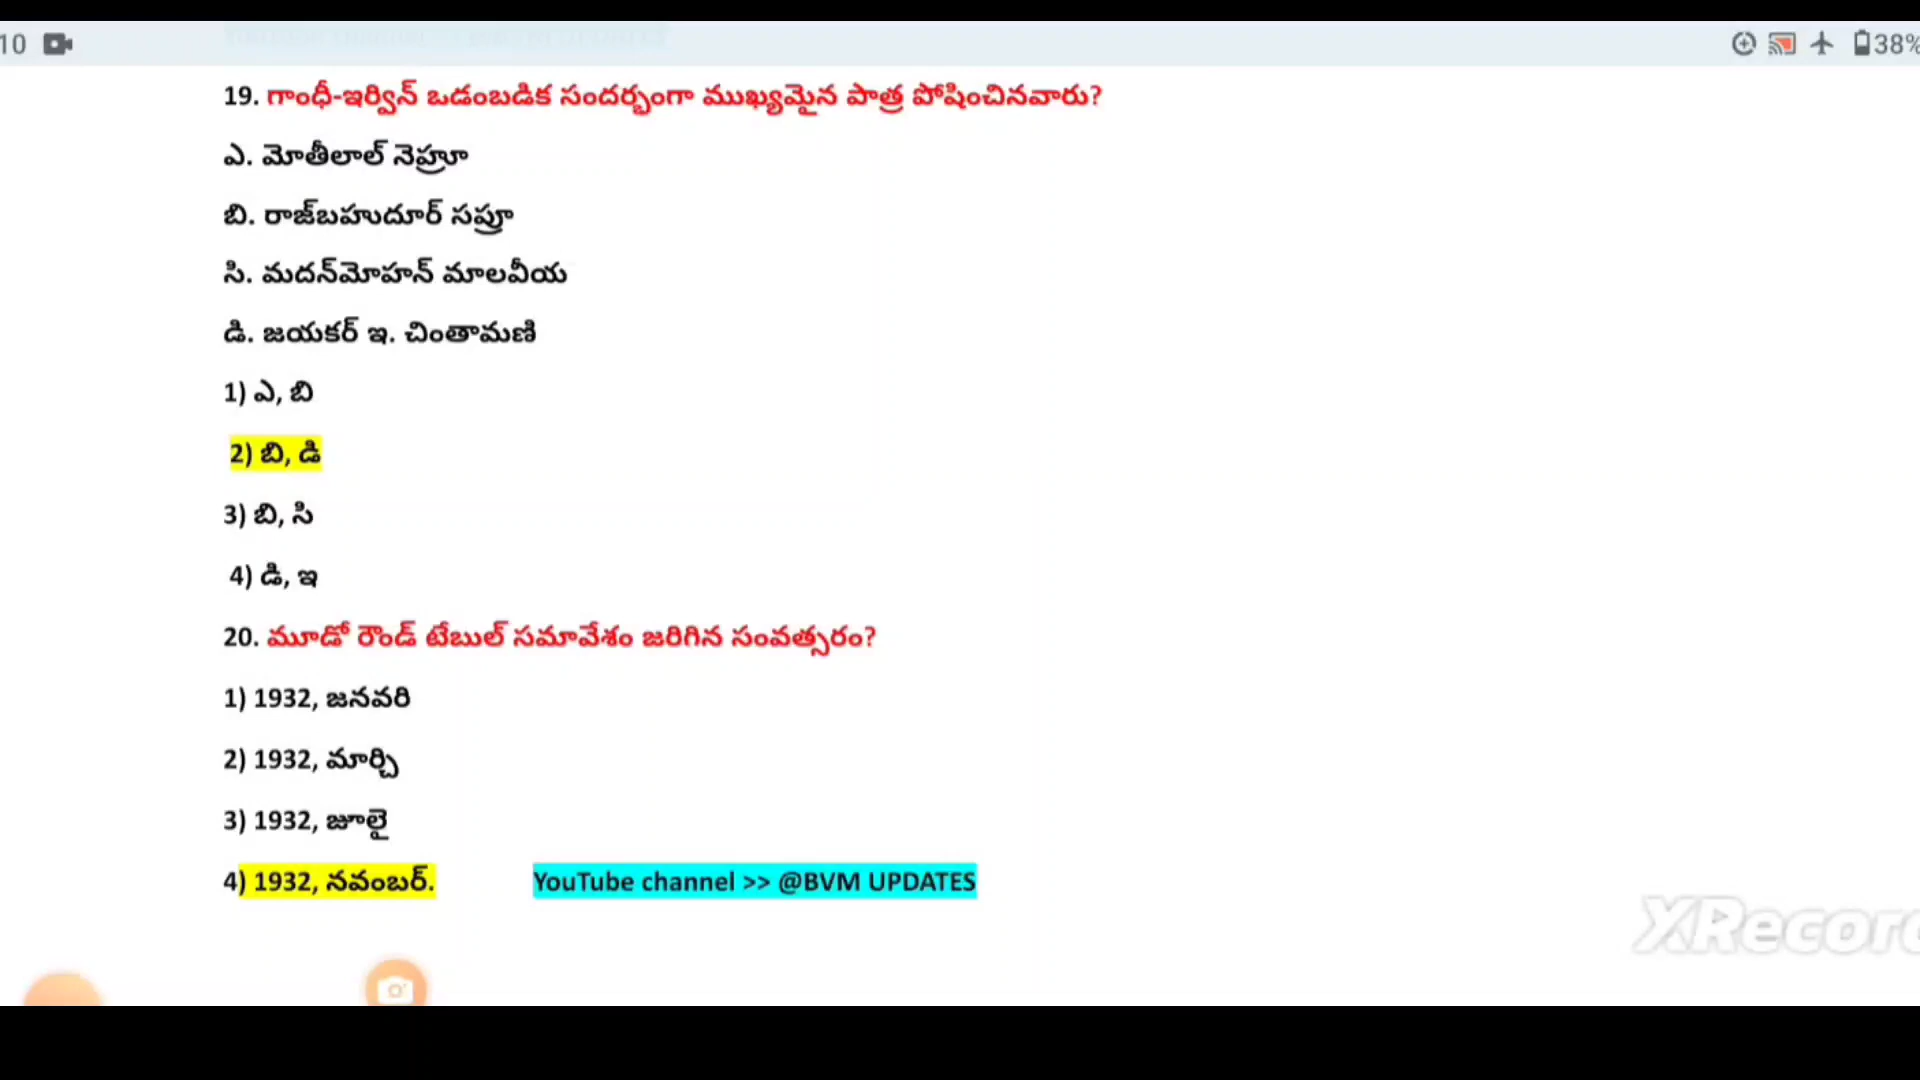 10
38%
19. గాంధీ-ఇర్విన్ ఒడంబడిక సందర్భంగా ముఖ్యమైన పాత్ర పోషించినవారు?
ఎ. మోతీలాల్ నెహ్రూ
బి. రాజ్‌బహుదూర్ సప్రూ
సి. మదన్‌మోహన్ మాలవీయ
డి. జయకర్ ఇ. చింతామణి
1) ఎ, బి
2) బి, డి
3) బి, సి
4) డి, ఇ
20. మూడో రౌండ్ టేబుల్ సమావేశం జరిగిన సంవత్సరం?
1) 1932, జనవరి
2) 1932, మార్చి
3) 1932, జూలై
4) 1932, నవంబర్. YouTube channel >> @BVM UPDATES
XRecord